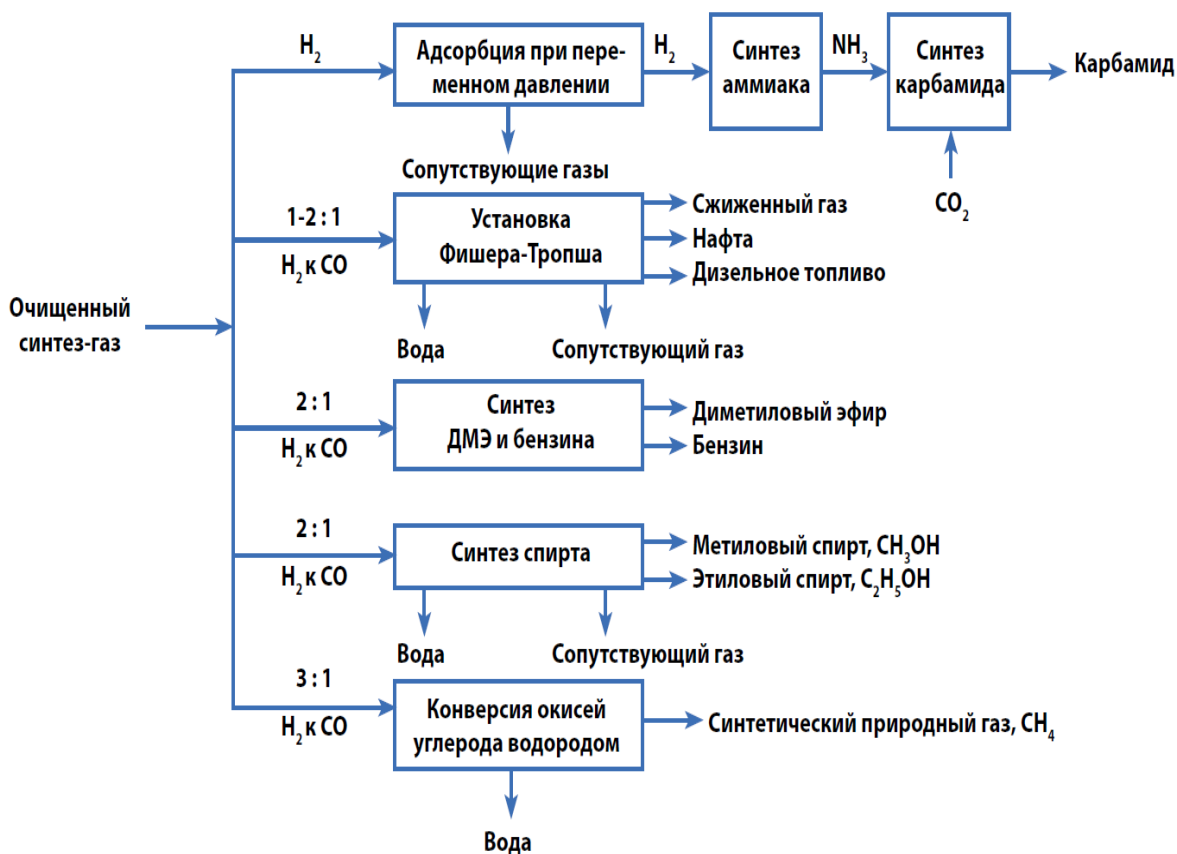 H₂
Адсорбция при пере-
менном давлении
H₂
Синтез
аммиака
NH₃
Синтез
карбамида
Карбамид
Сопутствующие газы
CO₂
1-2 : 1
H₂ к CO
Установка
Фишера-Тропша
Сжиженный газ
Нафта
Дизельное топливо
Очищенный
синтез-газ
Вода
Сопутствующий газ
2 : 1
H₂ к CO
Синтез
ДМЭ и бензина
Диметиловый эфир
Бензин
2 : 1
H₂ к CO
Синтез спирта
Метиловый спирт, CH₃OH
Этиловый спирт, C₂H₅OH
Вода
Сопутствующий газ
3 : 1
H₂ к CO
Конверсия окисей
углерода водородом
Синтетический природный газ, CH₄
Вода